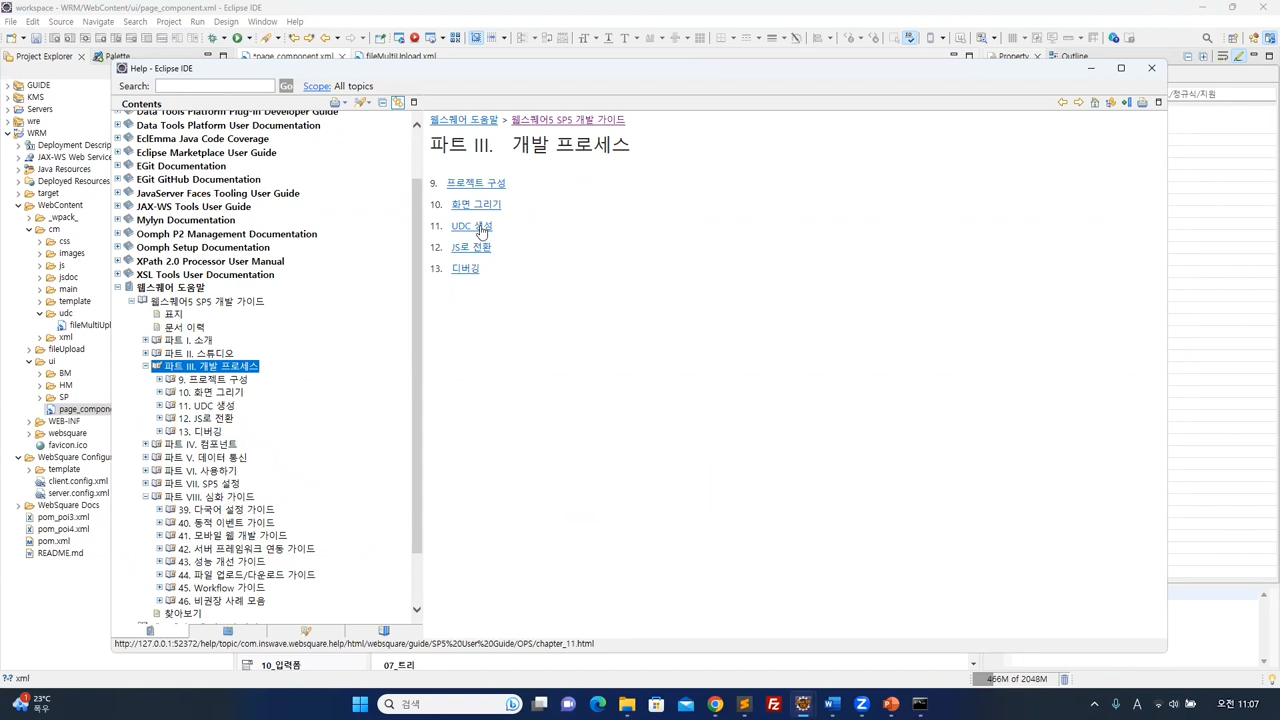 workspace - WRM/WebContent/ui/page_component.xml - Eclipse IDE
File Edit Source Navigate Search Project Run Design Window Help
Project Explorer
Palette
*page_component.xml
fileMultiUpload.xml
Property
Outline
Help - Eclipse IDE
Search:
Go
Scope: All topics
Contents
GUIDE
KMS
Servers
wre
WRM
Deployment Descrip
JAX-WS Web Service
Java Resources
Deployed Resources
target
WebContent
_wpack_
cm
css
images
js
jsdoc
main
template
udc
fileMultiUpl
xml
fileUpload
ui
BM
HM
SP
page_compone
WEB-INF
websquare
favicon.ico
WebSquare Configu
template
client.config.xml
server.config.xml
WebSquare Docs
pom_poi3.xml
pom_poi4.xml
pom.xml
README.md
Data Tools Platform Plug-in Developer Guide
Data Tools Platform User Documentation
EclEmma Java Code Coverage
Eclipse Marketplace User Guide
EGit Documentation
EGit GitHub Documentation
JavaServer Faces Tooling User Guide
JAX-WS Tools User Guide
Mylyn Documentation
Oomph P2 Management Documentation
Oomph Setup Documentation
XPath 2.0 Processor User Manual
XSL Tools User Documentation
웹스퀘어 도움말
웹스퀘어5 SP5 개발 가이드
표지
문서 이력
파트 I. 소개
파트 II. 스튜디오
파트 III. 개발 프로세스
9. 프로젝트 구성
10. 화면 그리기
11. UDC 생성
12. JS로 전환
13. 디버깅
파트 IV. 컴포넌트
파트 V. 데이터 통신
파트 VI. 사용하기
파트 VII. SP5 설정
파트 VIII. 심화 가이드
39. 다국어 설정 가이드
40. 동적 이벤트 가이드
41. 모바일 웹 개발 가이드
42. 서버 프레임워크 연동 가이드
43. 성능 개선 가이드
44. 파일 업로드/다운로드 가이드
45. Workflow 가이드
46. 비권장 사례 모음
찾아보기
웹스퀘어 도움말 > 웹스퀘어5 SP5 개발 가이드
파트 III. 개발 프로세스
9. 프로젝트 구성
10. 화면 그리기
11. UDC 생성
12. JS로 전환
13. 디버깅
/정규식/지원
http://127.0.0.1:52372/help/topic/com.inswave.websquare.help/html/websquare/guide/SP5%20User%20Guide/OPS/chapter_11.html
10_입력폼
07_트리
xml
466M of 2048M
1
23°C
폭우
검색
A
오전 11:07